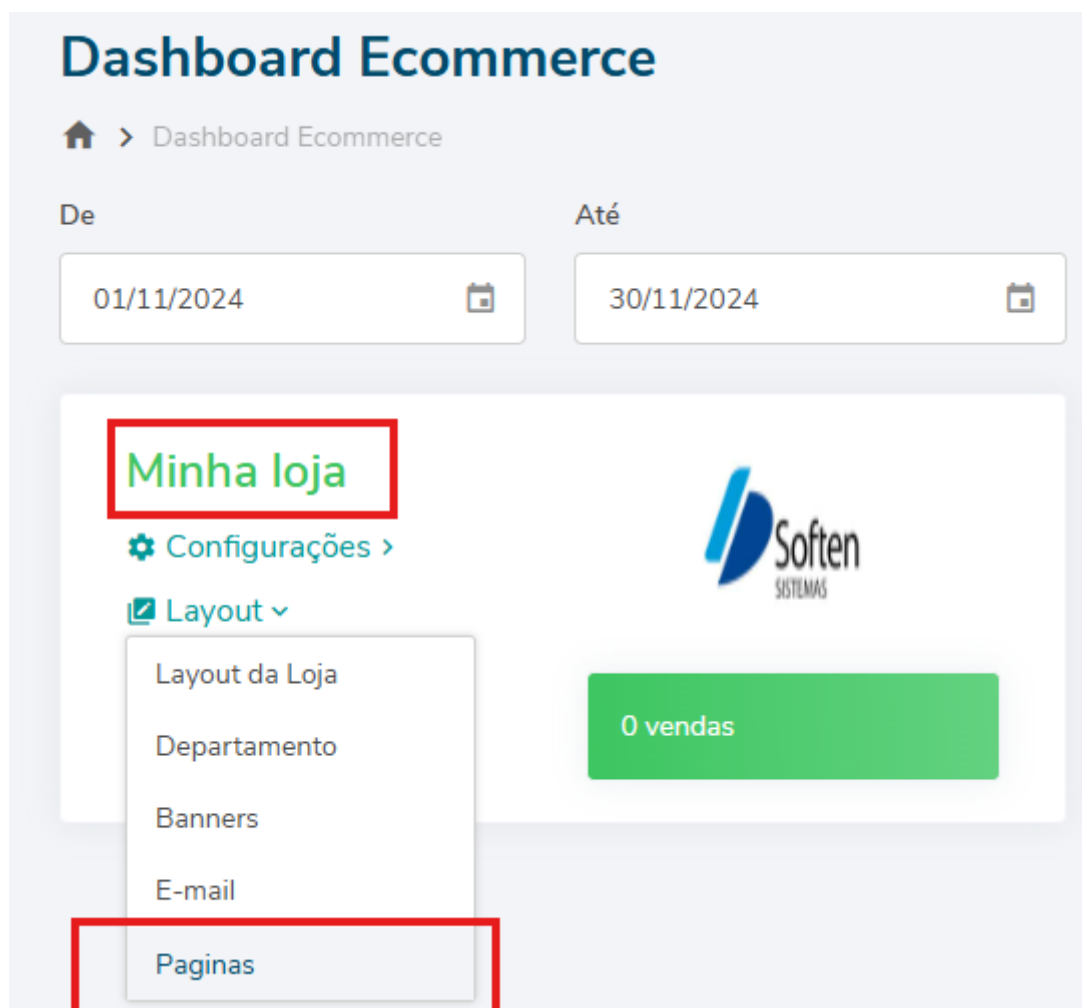 Dashboard Ecommerce
> Dashboard Ecommerce
De
Até
01/11/2024
30/11/2024
Minha loja
Configurações >
Layout
Soften
SISTEMAS
Layout da Loja
Departamento
Banners
E-mail
Paginas
0 vendas